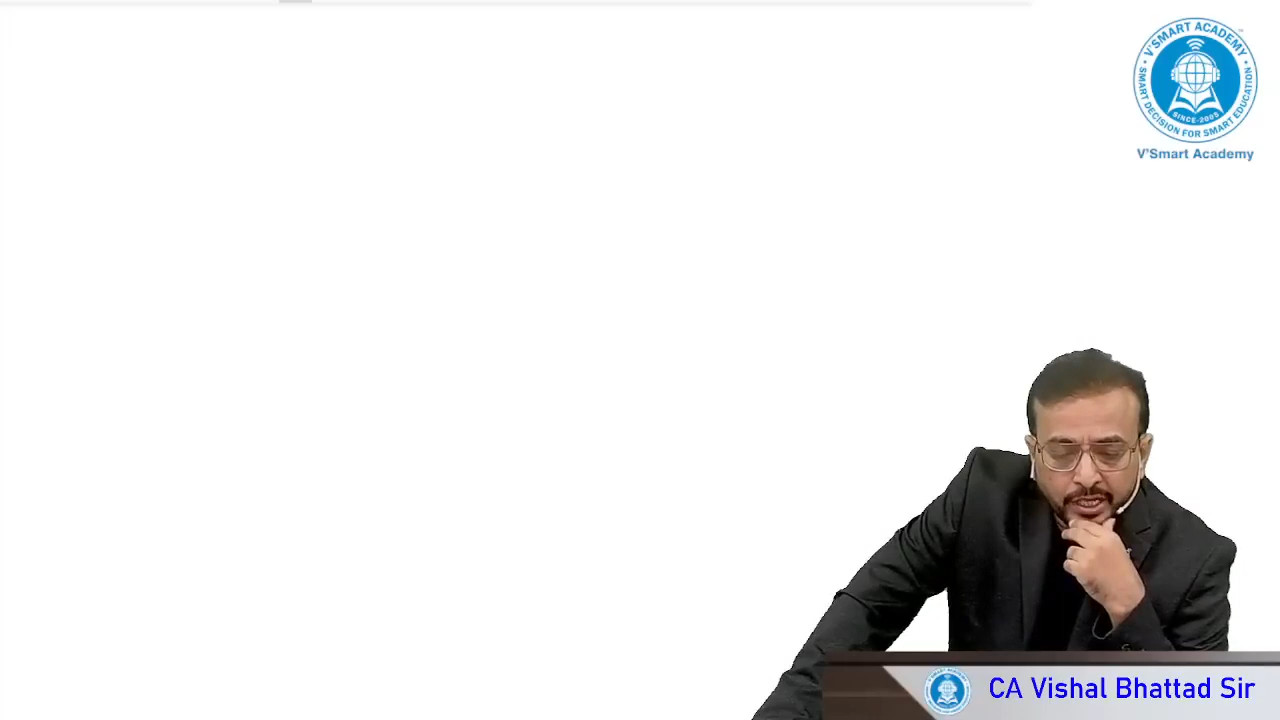 V'SMART ACADEMY
SMART DECISION FOR SMART EDUCATION
SINCE-2005
V'Smart Academy
CA Vishal Bhattad Sir